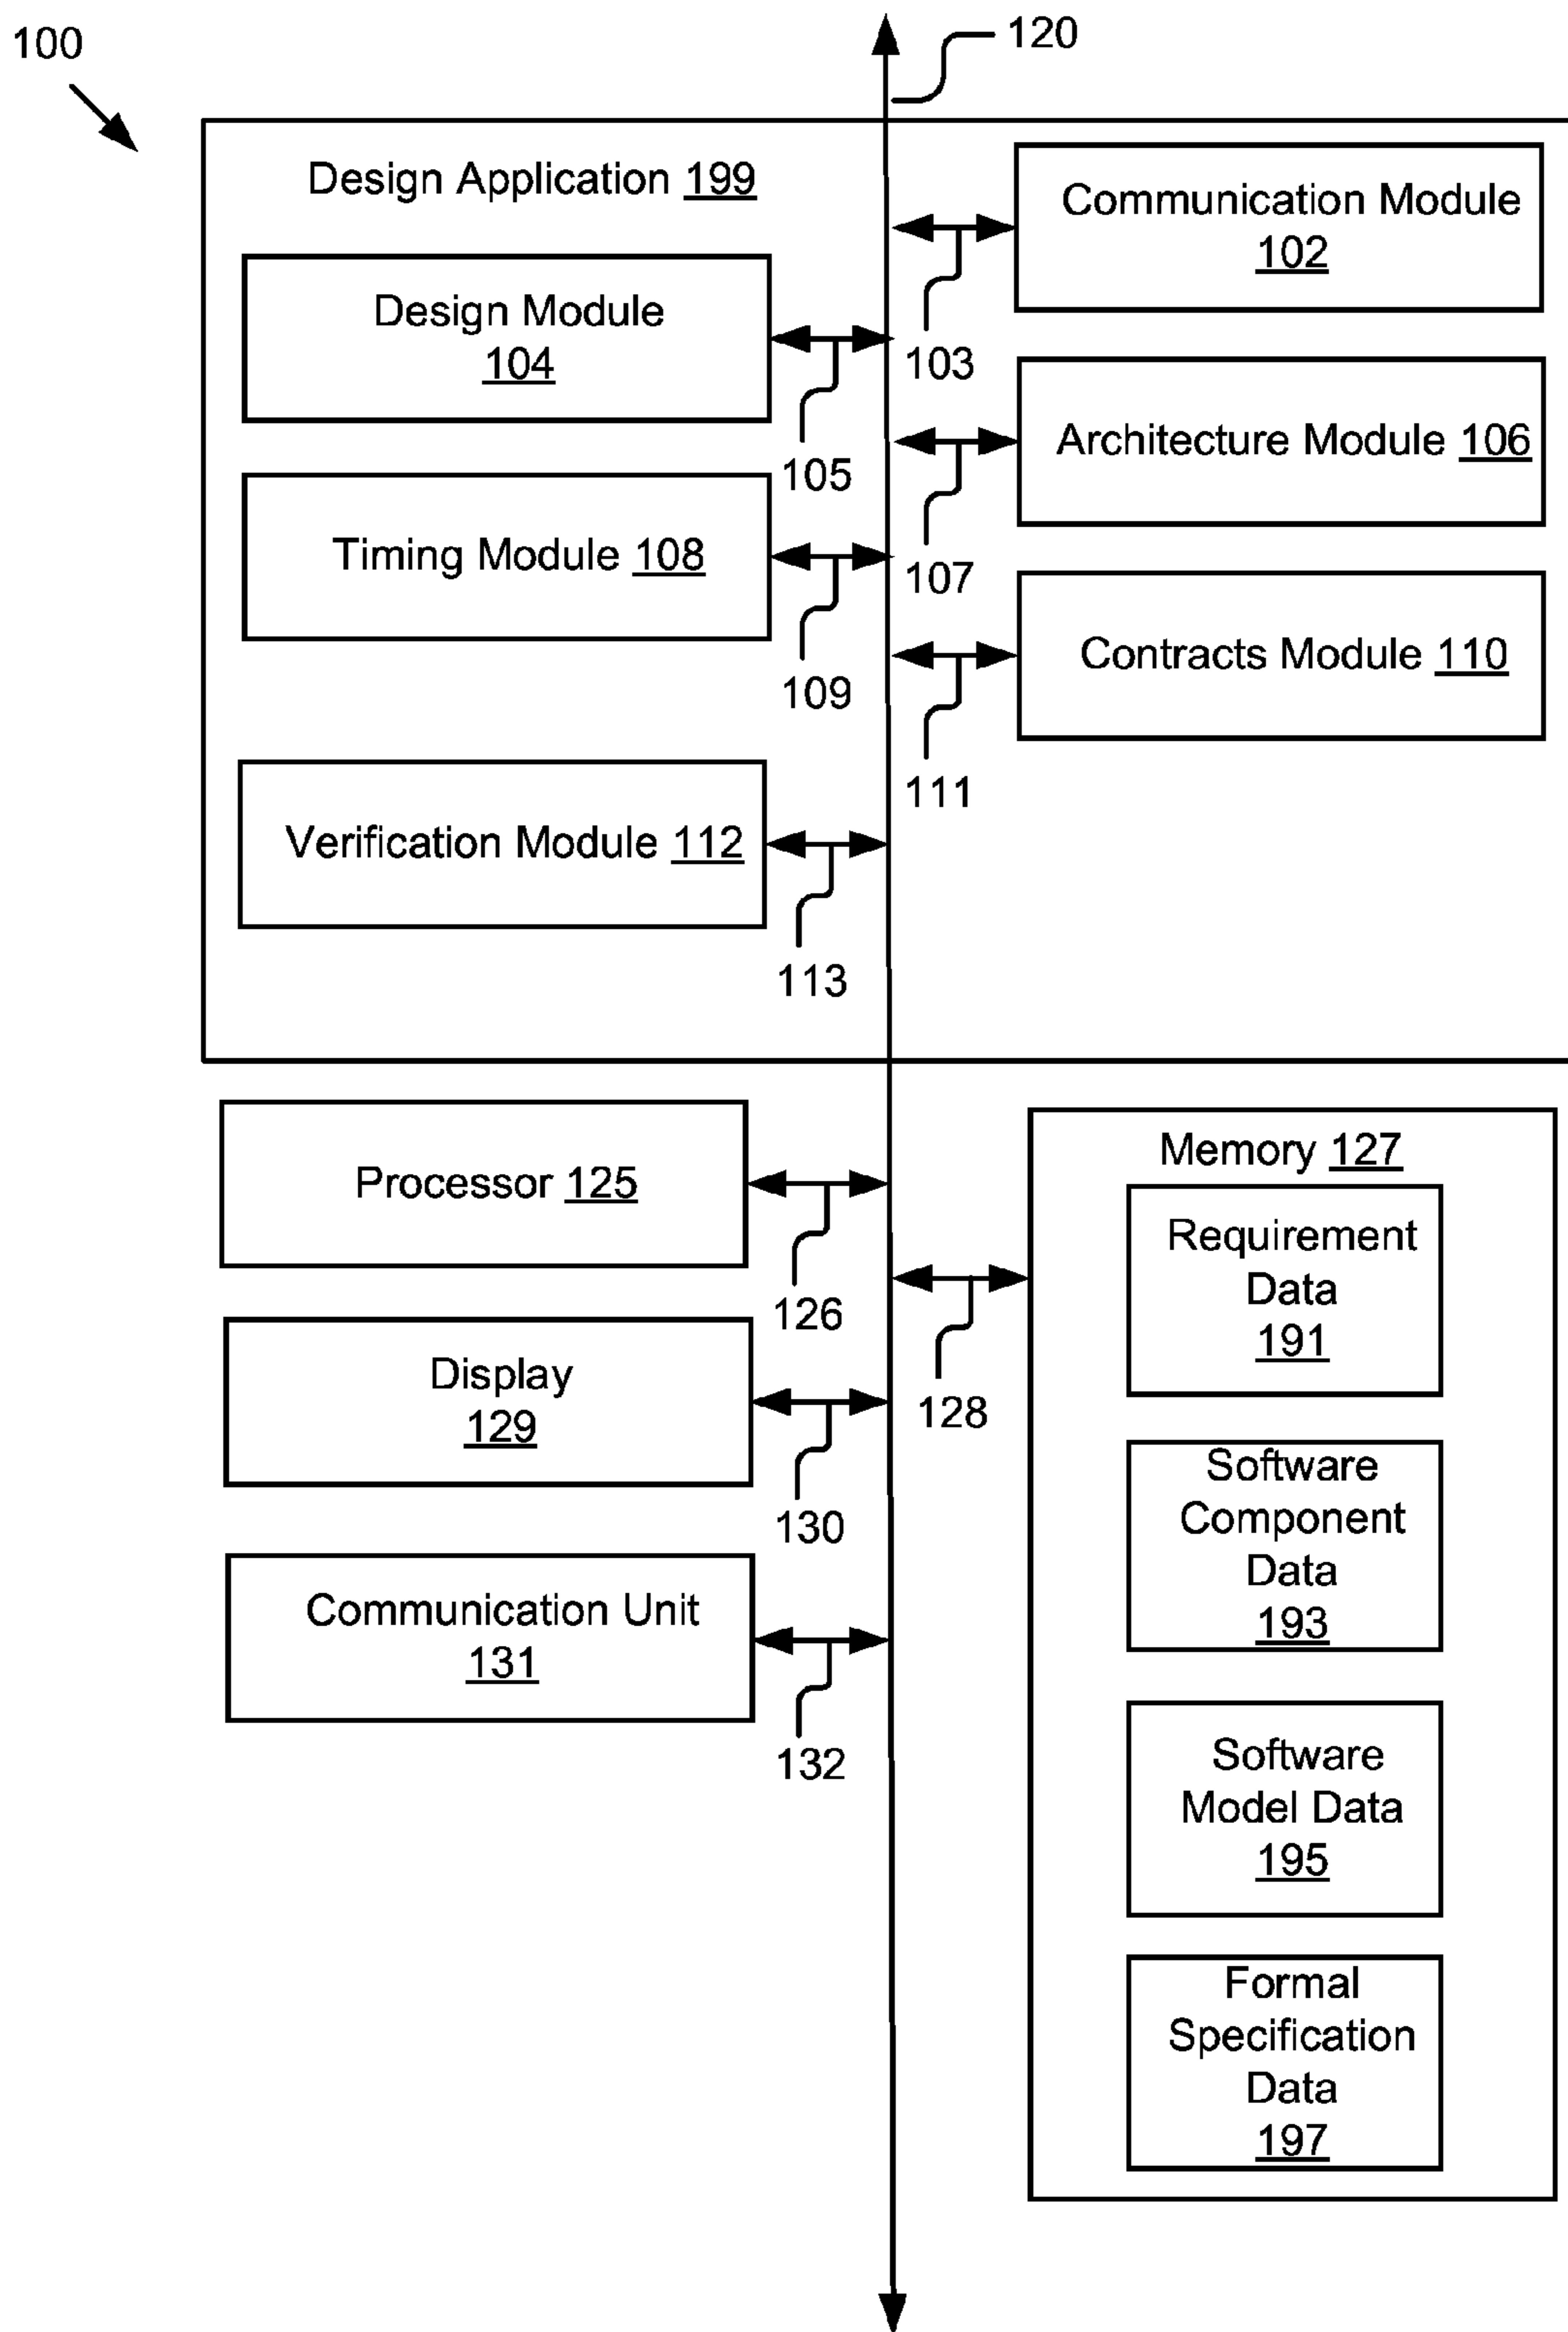 100
120
Design Application 199
Communication Module
102
Design Module
104
103
105
Architecture Module 106
Timing Module 108
107
109
Contracts Module 110
111
Verification Module 112
113
Processor 125
126
Memory 127
Requirement
Data
191
128
Display
129
130
Software
Component
Data
193
Communication Unit
131
132
Software
Model Data
195
Formal
Specification
Data
197